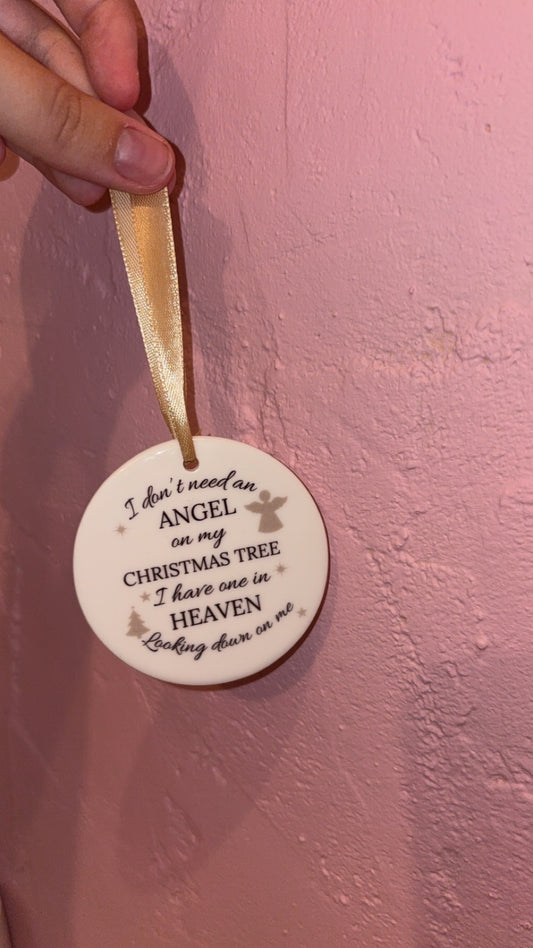 I don't need an
ANGEL
on my
CHRISTMAS TREE
I have one in
HEAVEN
Looking down on me